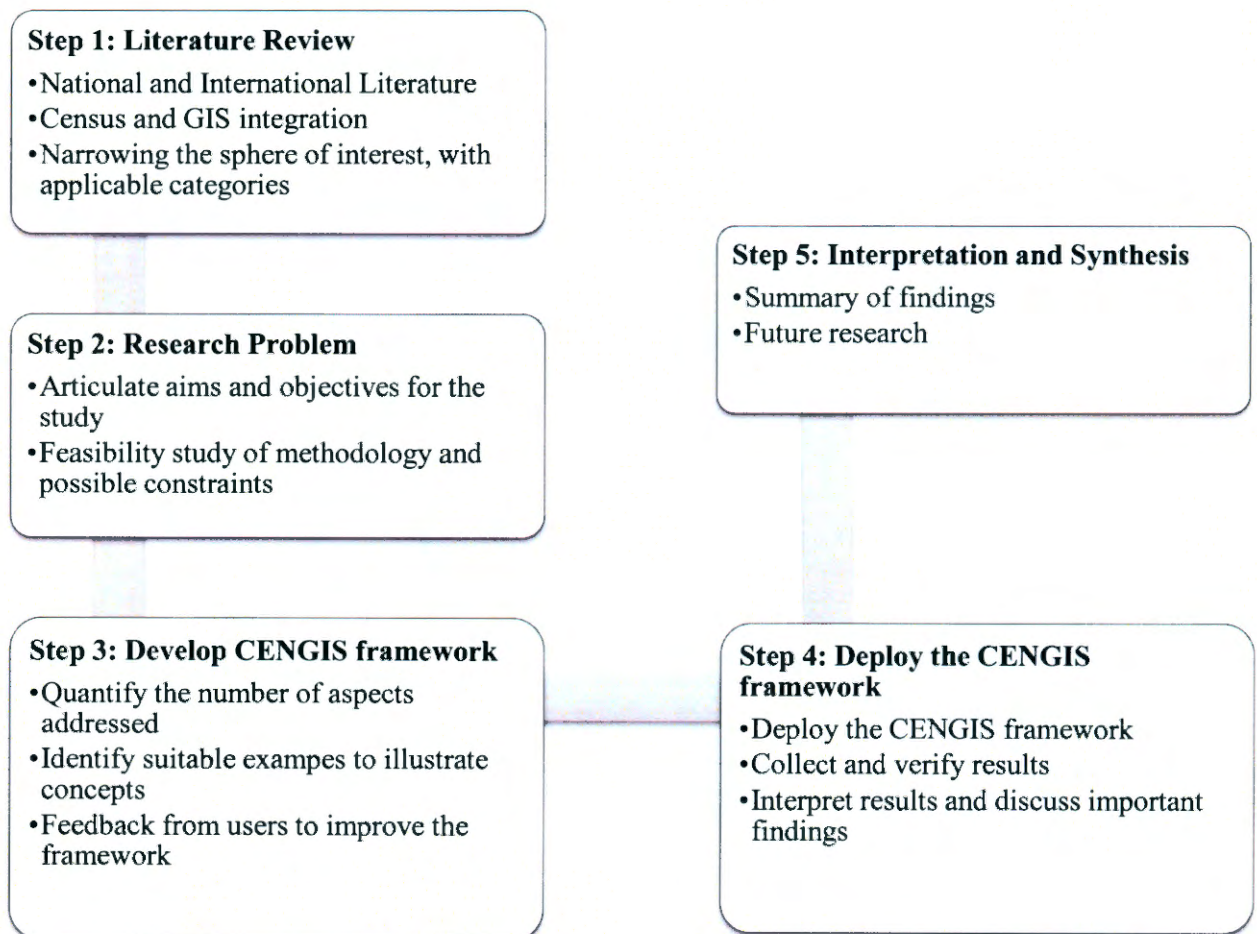 Step 1: Literature Review
•National and International Literature
•Census and GIS integration
•Narrowing the sphere of interest, with
applicable categories
Step 2: Research Problem
•Articulate aims and objectives for the
study
•Feasibility study of methodology and
possible constraints
Step 3: Develop CENGIS framework
•Quantify the number of aspects
addressed
•Identify suitable exampes to illustrate
concepts
•Feedback from users to improve the
framework
Step 4: Deploy the CENGIS
framework
•Deploy the CENGIS framework
•Collect and verify results
•Interpret results and discuss important
findings
Step 5: Interpretation and Synthesis
•Summary of findings
•Future research